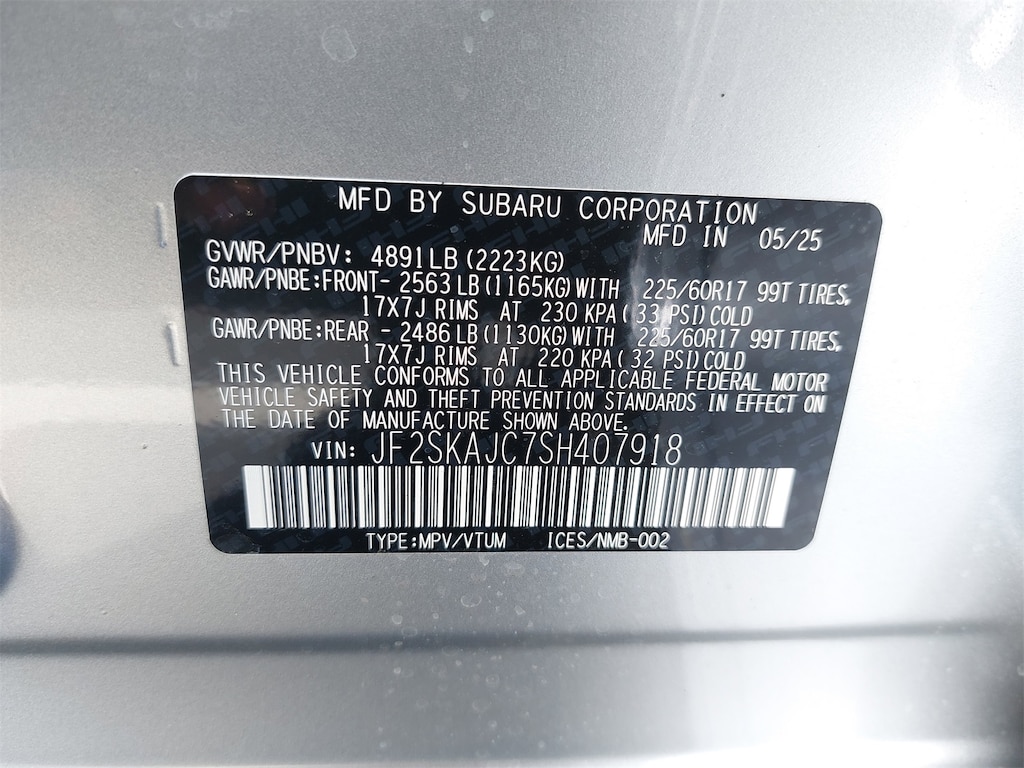 MFD BY SUBARU CORPORATION
MFD IN 05/25
GVWR/PNBV: 4891LB (2223KG)
GAWR/PNBE:FRONT- 2563 LB (1165KG) WITH 225/60R17 99T TIRES,
17X7J RIMS AT 230 KPA ( 33 PSI) COLD
GAWR/PNBE:REAR - 2486 LB (1130KG) WITH 225/60R17 99T TIRES,
17X7J RIMS AT 220 KPA ( 32 PSI) COLD
THIS VEHICLE CONFORMS TO ALL APPLICABLE FEDERAL MOTOR
VEHICLE SAFETY AND THEFT PREVENTION STANDARDS IN EFFECT ON
THE DATE OF MANUFACTURE SHOWN ABOVE.
VIN: JF2SKAJC7SH407918
TYPE:MPV/VTUM ICES/NMB-002